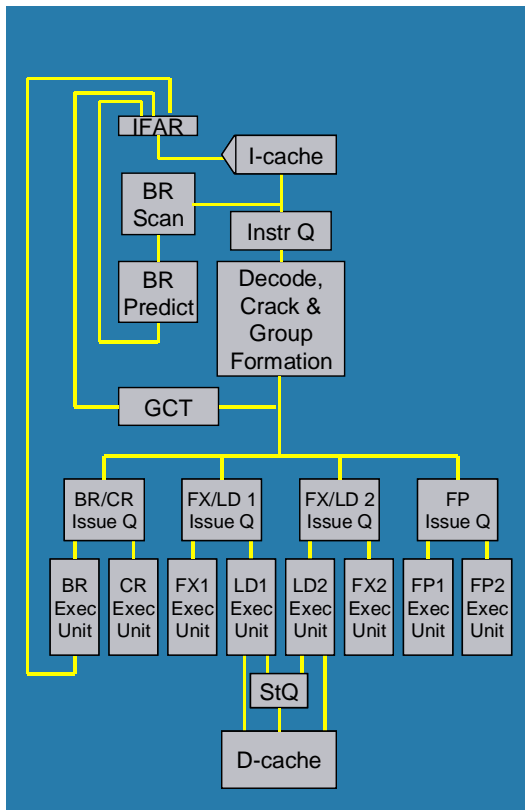 IFAR
I-cache
BR
Scan
Instr Q
BR
Predict
Decode,
Crack &
Group
Formation
GCT
BR/CR
Issue Q
FX/LD 1
Issue Q
FX/LD 2
Issue Q
FP
Issue Q
BR
Exec
Unit
CR
Exec
Unit
FX1
Exec
Unit
LD1
Exec
Unit
LD2
Exec
Unit
FX2
Exec
Unit
FP1
Exec
Unit
FP2
Exec
Unit
StQ
D-cache